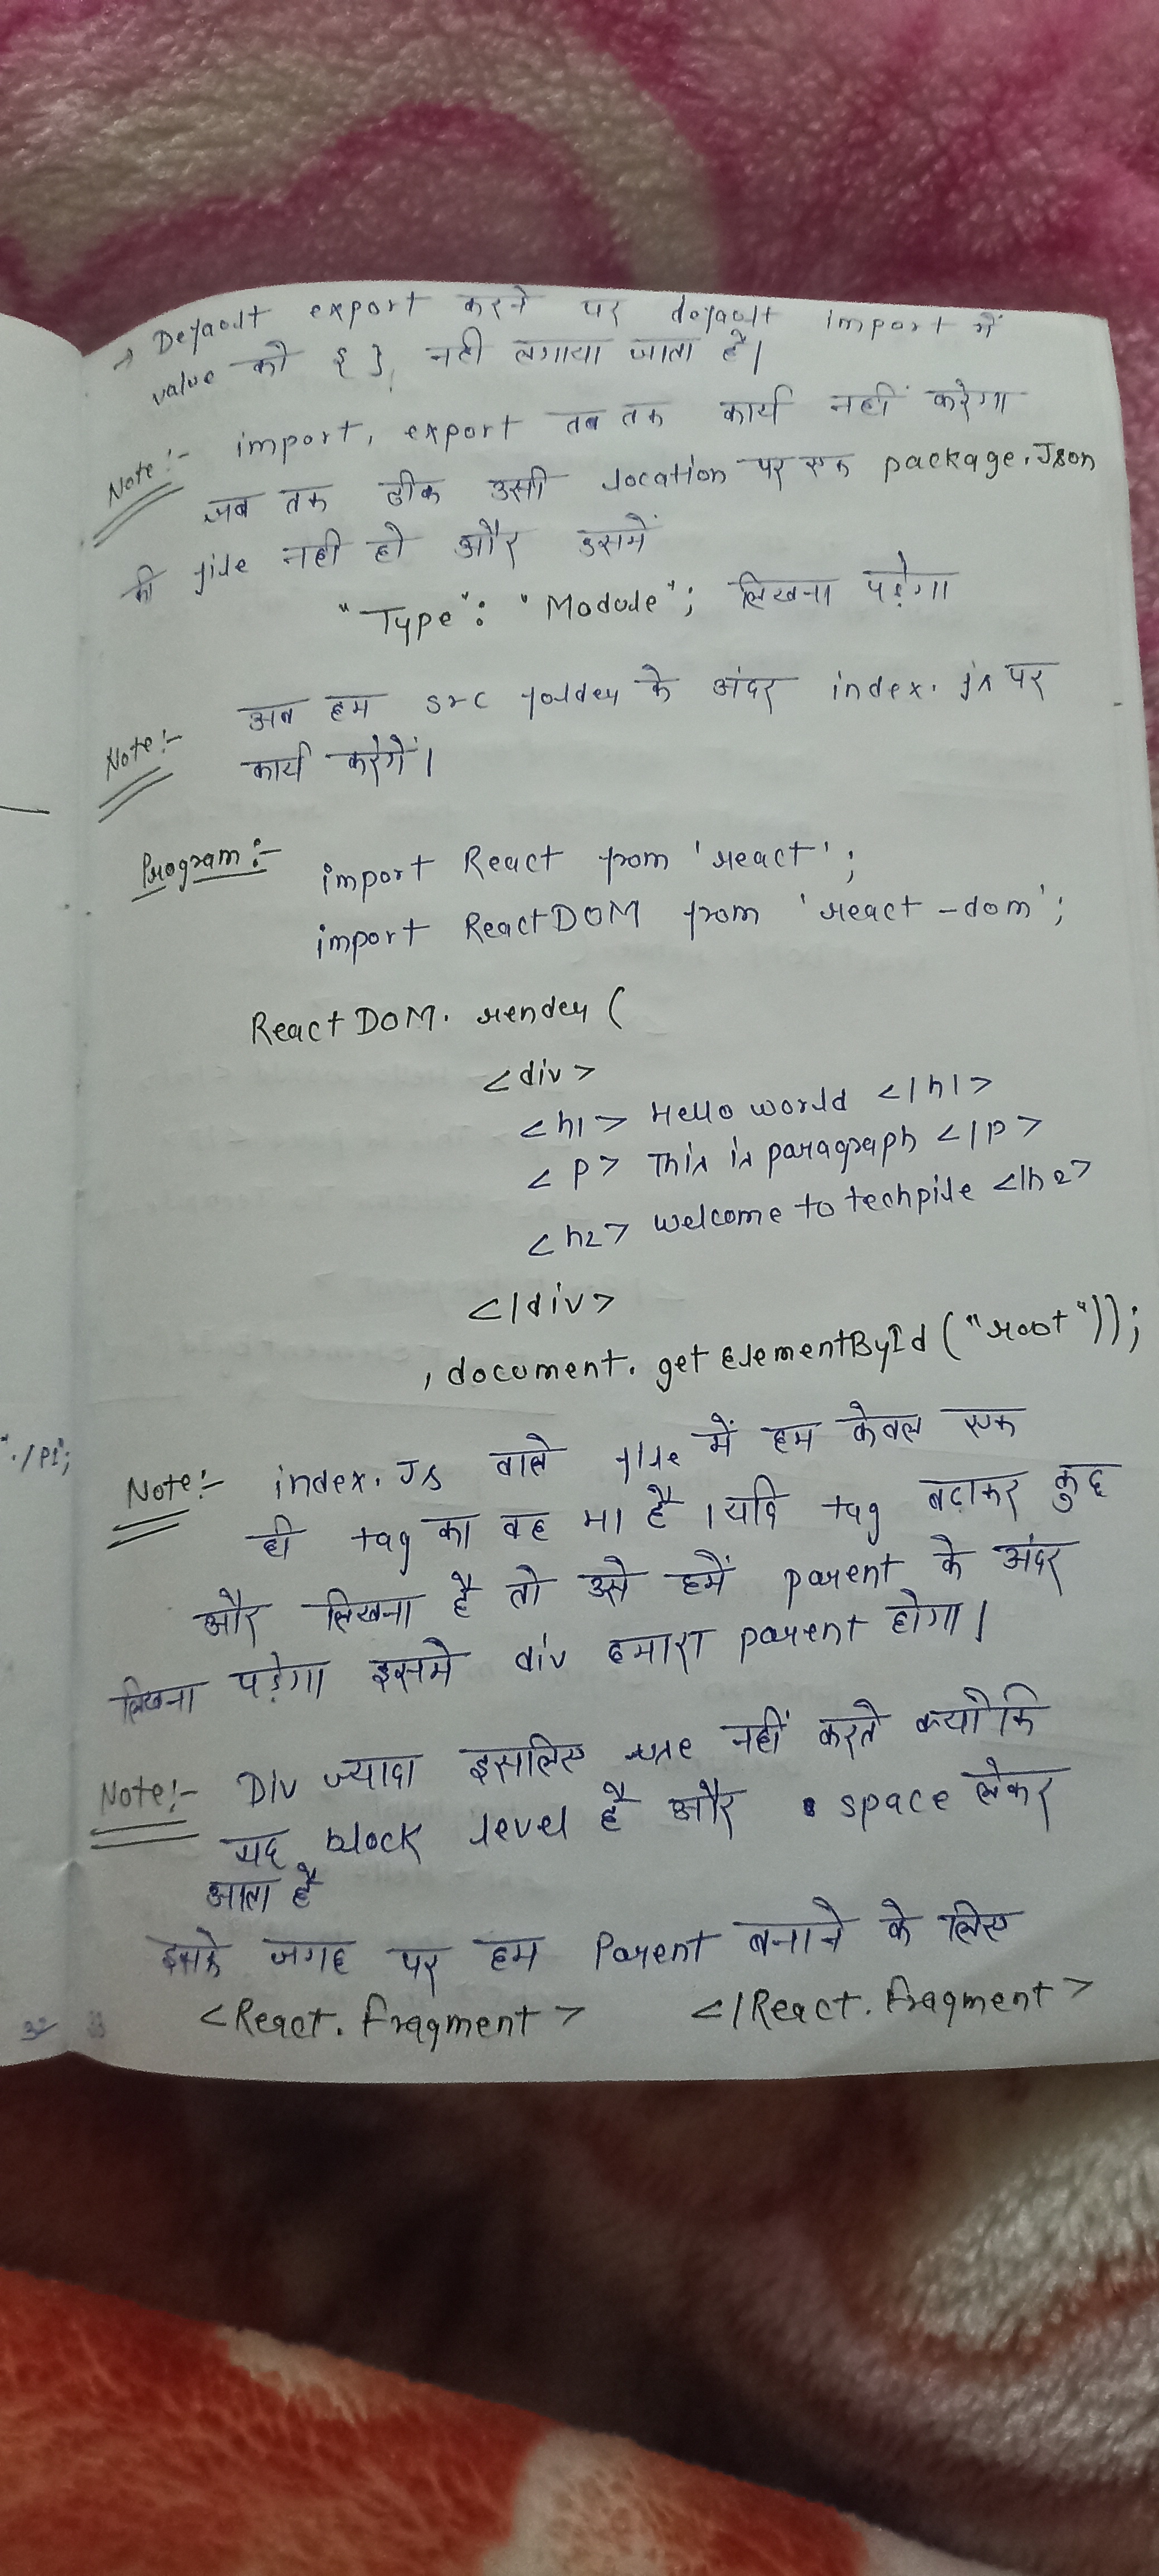 → Default export करने पर default import में
value को { } नही लगाया जाता है।
Note:- import, export तब तक कार्य नहीं करेगा
जब तक ठीक उसी location पर एक package.Json
की file नही हो और उसमें
"Type": "Module"; लिखना पड़ेगा
Note:- अब हम src folder के अंदर index.js पर
कार्य करेगें।
Program:- import React from 'react';
import ReactDOM from 'react-dom';
ReactDOM.render(
<div>
<h1> Hello world </h1>
<p> This is paragraph </p>
<h2> welcome to techpile </h2>
</div>
, document.getElementById("root"));
"./P1";
Note:- index.Js वाले file में हम केवल एक
ही tag का वह मा है । यदि tag बढ़ाकर कुछ
और लिखना है तो उसे हमें parent के अंदर
लिखना पड़ेगा इसमे div हमारा parent होगा।
Note:- Div ज्यादा इसलिए use नहीं करते क्योकि
यह block level है और space लेकर
आता है
इसके जगह पर हम Parent बनाने के लिए
<React.Fragment> </React.Fragment>